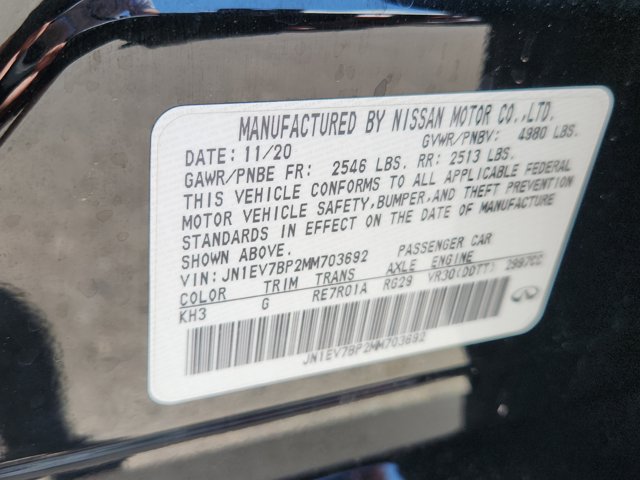 MANUFACTURED BY NISSAN MOTOR CO.,LTD.
DATE: 11/20 GVWR/PNBV: 4980 LBS.
GAWR/PNBE FR: 2546 LBS. RR: 2513 LBS.
THIS VEHICLE CONFORMS TO ALL APPLICABLE FEDERAL
MOTOR VEHICLE SAFETY,BUMPER,AND THEFT PREVENTION
STANDARDS IN EFFECT ON THE DATE OF MANUFACTURE
SHOWN ABOVE.
VIN: JN1EV7BP2MM703692 PASSENGER CAR
COLOR TRIM TRANS AXLE ENGINE
KH3 G RE7R01A RG29 VR30(DDTT) 2997CC
JN1EV7BP2MM703692